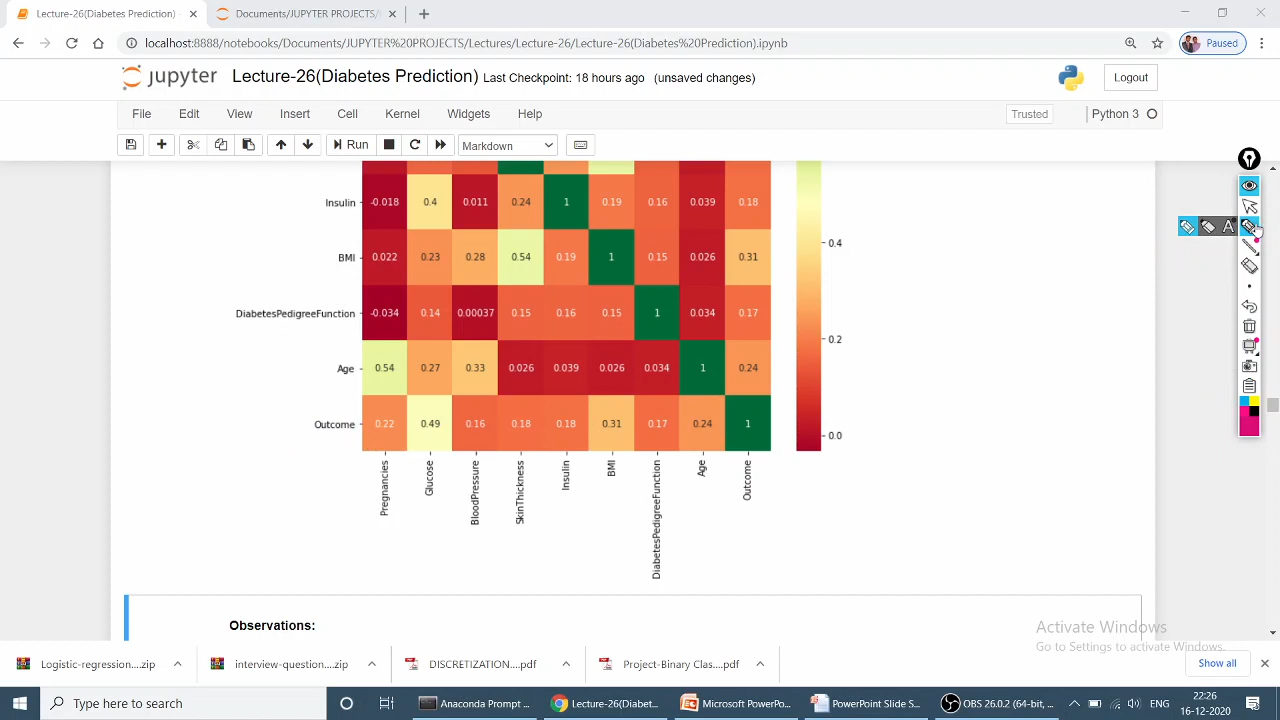 Lecture-26(Diabetes Prediction)
Documents/JUPYTER PROJECTS/Lec
localhost:8888/notebooks/Documents/JUPYTER%20PROJECTS/Lecture-26/Lecture-26(Diabetes%20Prediction).ipynb
Paused
jupyter Lecture-26(Diabetes Prediction) Last Checkpoint: 18 hours ago (unsaved changes)
Logout
File Edit View Insert Cell Kernel Widgets Help
Trusted
Python 3
Run
Markdown
A
Insulin -0.018 0.4 0.011 0.24 1 0.19 0.16 0.039 0.18
0.4
BMI 0.022 0.23 0.28 0.54 0.19 1 0.15 0.026 0.31
DiabetesPedigreeFunction -0.034 0.14 0.00037 0.15 0.16 0.15 1 0.034 0.17
0.2
Age 0.54 0.27 0.33 0.026 0.039 0.026 0.034 1 0.24
Outcome 0.22 0.49 0.16 0.18 0.18 0.31 0.17 0.24 1
0.0
Pregnancies
Glucose
BloodPressure
SkinThickness
Insulin
BMI
DiabetesPedigreeFunction
Age
Outcome
Observations:
Activate Windows
Go to Settings to activate Windows.
Logistic-regression....zip
interview-question....zip
DISCRETIZATION....pdf
Project-Binary Clas....pdf
Show all
Type here to search
Anaconda Prompt ...
Lecture-26(Diabet...
Microsoft PowerPo...
PowerPoint Slide S...
OBS 26.0.2 (64-bit, ...
22:26
16-12-2020